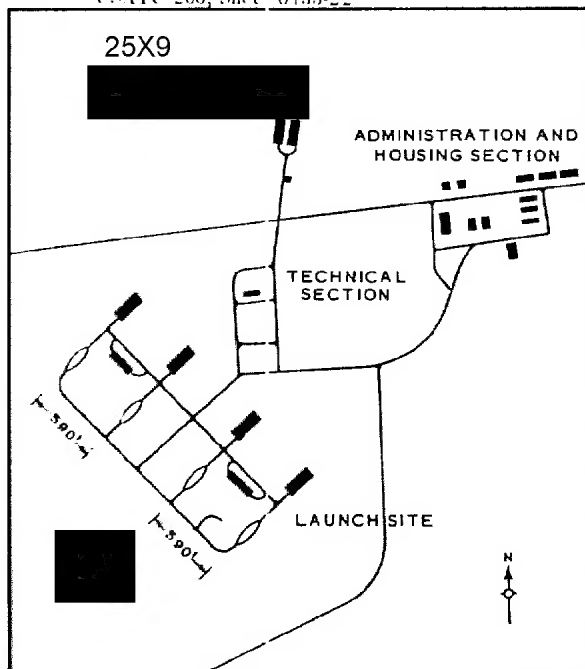 25X9
ADMINISTRATION AND
HOUSING SECTION
TECHNICAL
SECTION
590'
LAUNCH SITE
590'
N